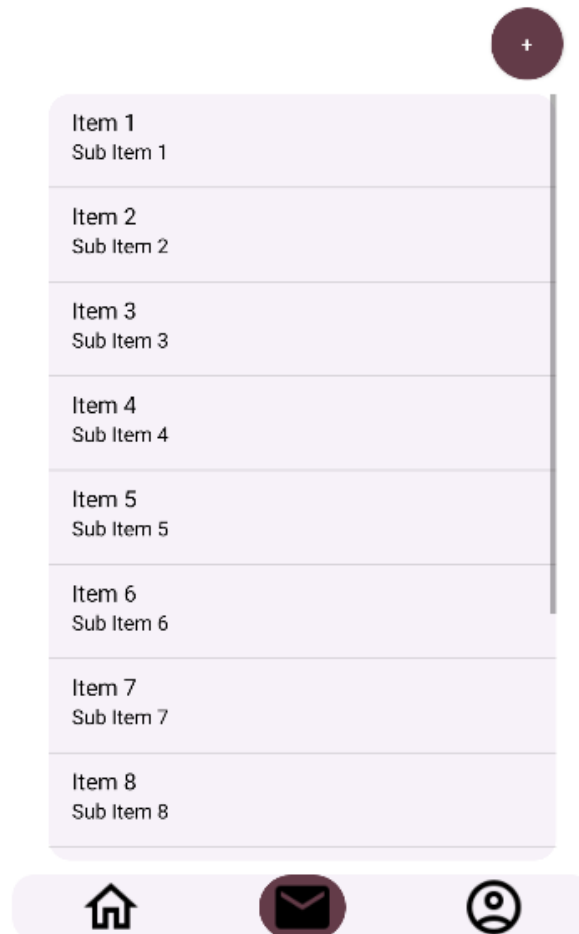 +
Item 1
Sub Item 1
Item 2
Sub Item 2
Item 3
Sub Item 3
Item 4
Sub Item 4
Item 5
Sub Item 5
Item 6
Sub Item 6
Item 7
Sub Item 7
Item 8
Sub Item 8